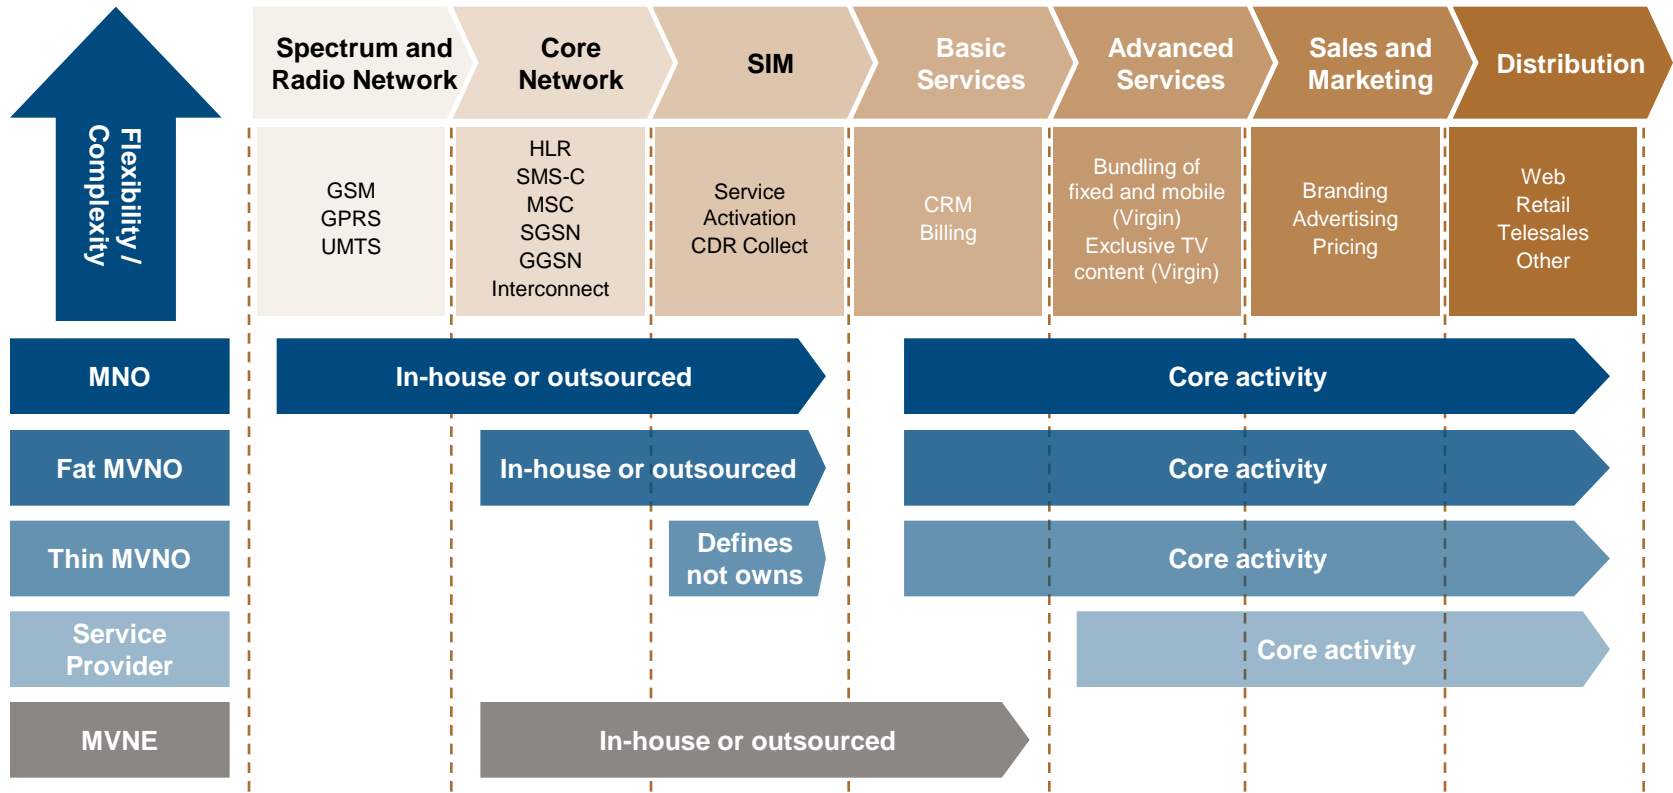 Flexibility /
Complexity
Spectrum and
Radio Network
Core
Network
SIM
Basic
Services
Advanced
Services
Sales and
Marketing
Distribution
GSM
GPRS
UMTS
HLR
SMS-C
MSC
SGSN
GGSN
Interconnect
Service
Activation
CDR Collect
CRM
Billing
Bundling of
fixed and mobile
(Virgin)
Exclusive TV
content (Virgin)
Branding
Advertising
Pricing
Web
Retail
Telesales
Other
MNO
In-house or outsourced
Core activity
Fat MVNO
In-house or outsourced
Core activity
Thin MVNO
Defines
not owns
Core activity
Service
Provider
Core activity
MVNE
In-house or outsourced